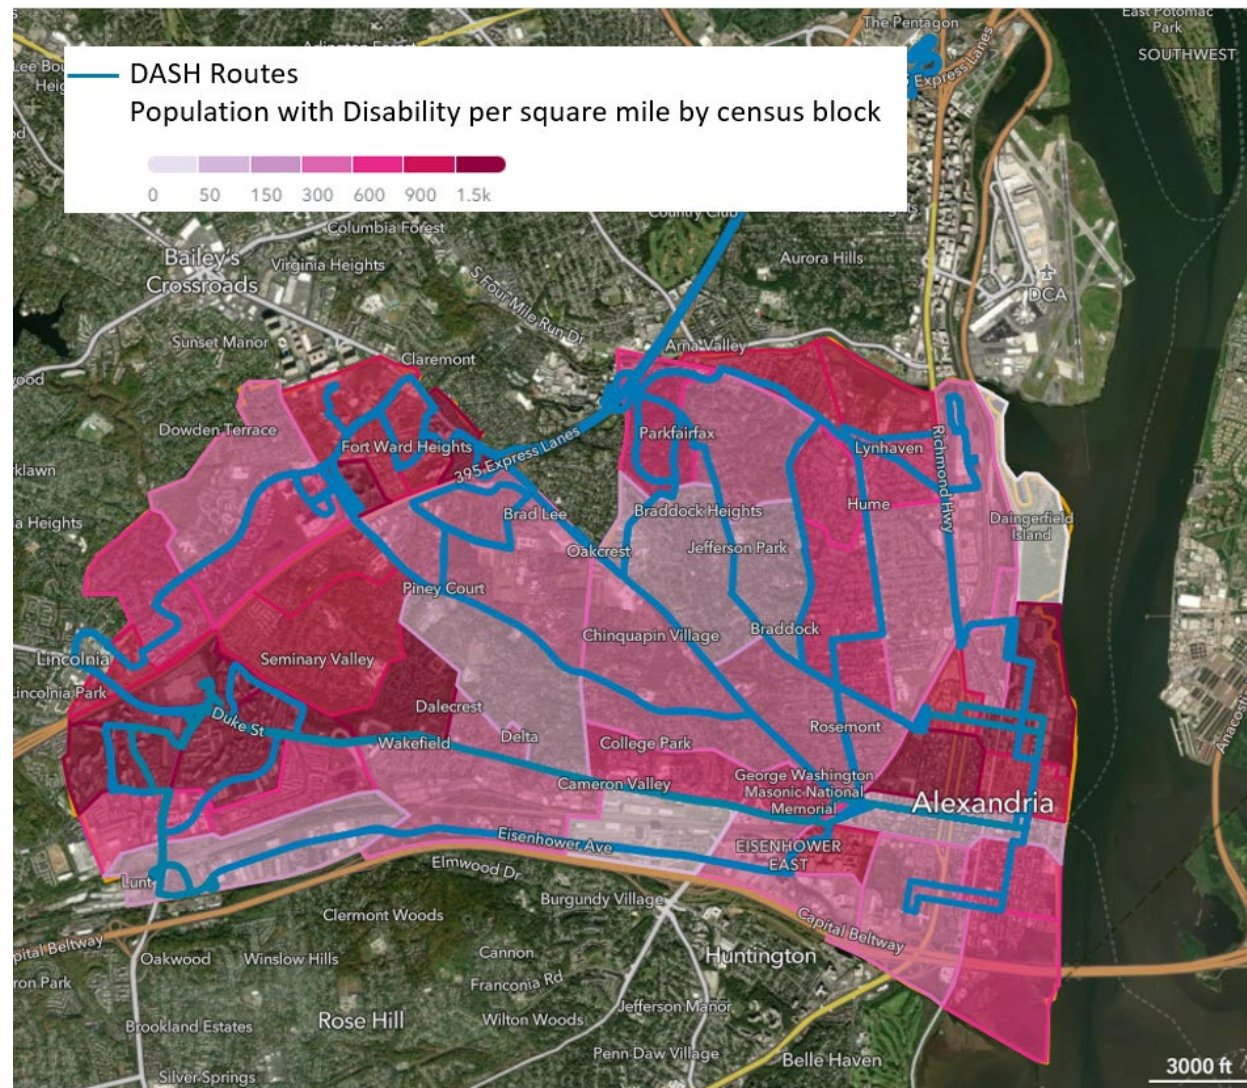 East Potomac
Park
The Pentagon
SOUTHWEST
DASH Routes
Express Lanes
Population with Disability per square mile by census block
0 50 150 300 600 900 1.5k
Country Club
Columbia Forest
Bailey's
Crossroads
Virginia Heights
Aurora Hills
S Four Mile Run Dr
DCA
Sunset Manor
Claremont
Arna Valley
Dowden Terrace
Fort Ward Heights
Parkfairfax
Lynhaven
Richmond Hwy
395 Express Lanes
Hume
Brad Lee
Braddock Heights
Daingerfield
Island
Oakcrest
Jefferson Park
Piney Court
Chinquapin Village
Braddock
Lincolnia
Seminary Valley
Lincolnia Park
Dalecrest
Duke St
Wakefield
Delta
College Park
Rosemont
Cameron Valley
George Washington
Masonic National
Memorial
Alexandria
Eisenhower Ave
EISENHOWER
EAST
Elmwood Dr
Lunt
Burgundy Village
Clermont Woods
Capital Beltway
Oakwood
Winslow Hills
Cannon
Huntington
Franconia Rd
Jefferson Manor
Brookland Estates
Rose Hill
Wilton Woods
Penn Daw Village
Belle Haven
3000 ft
Silver Springs